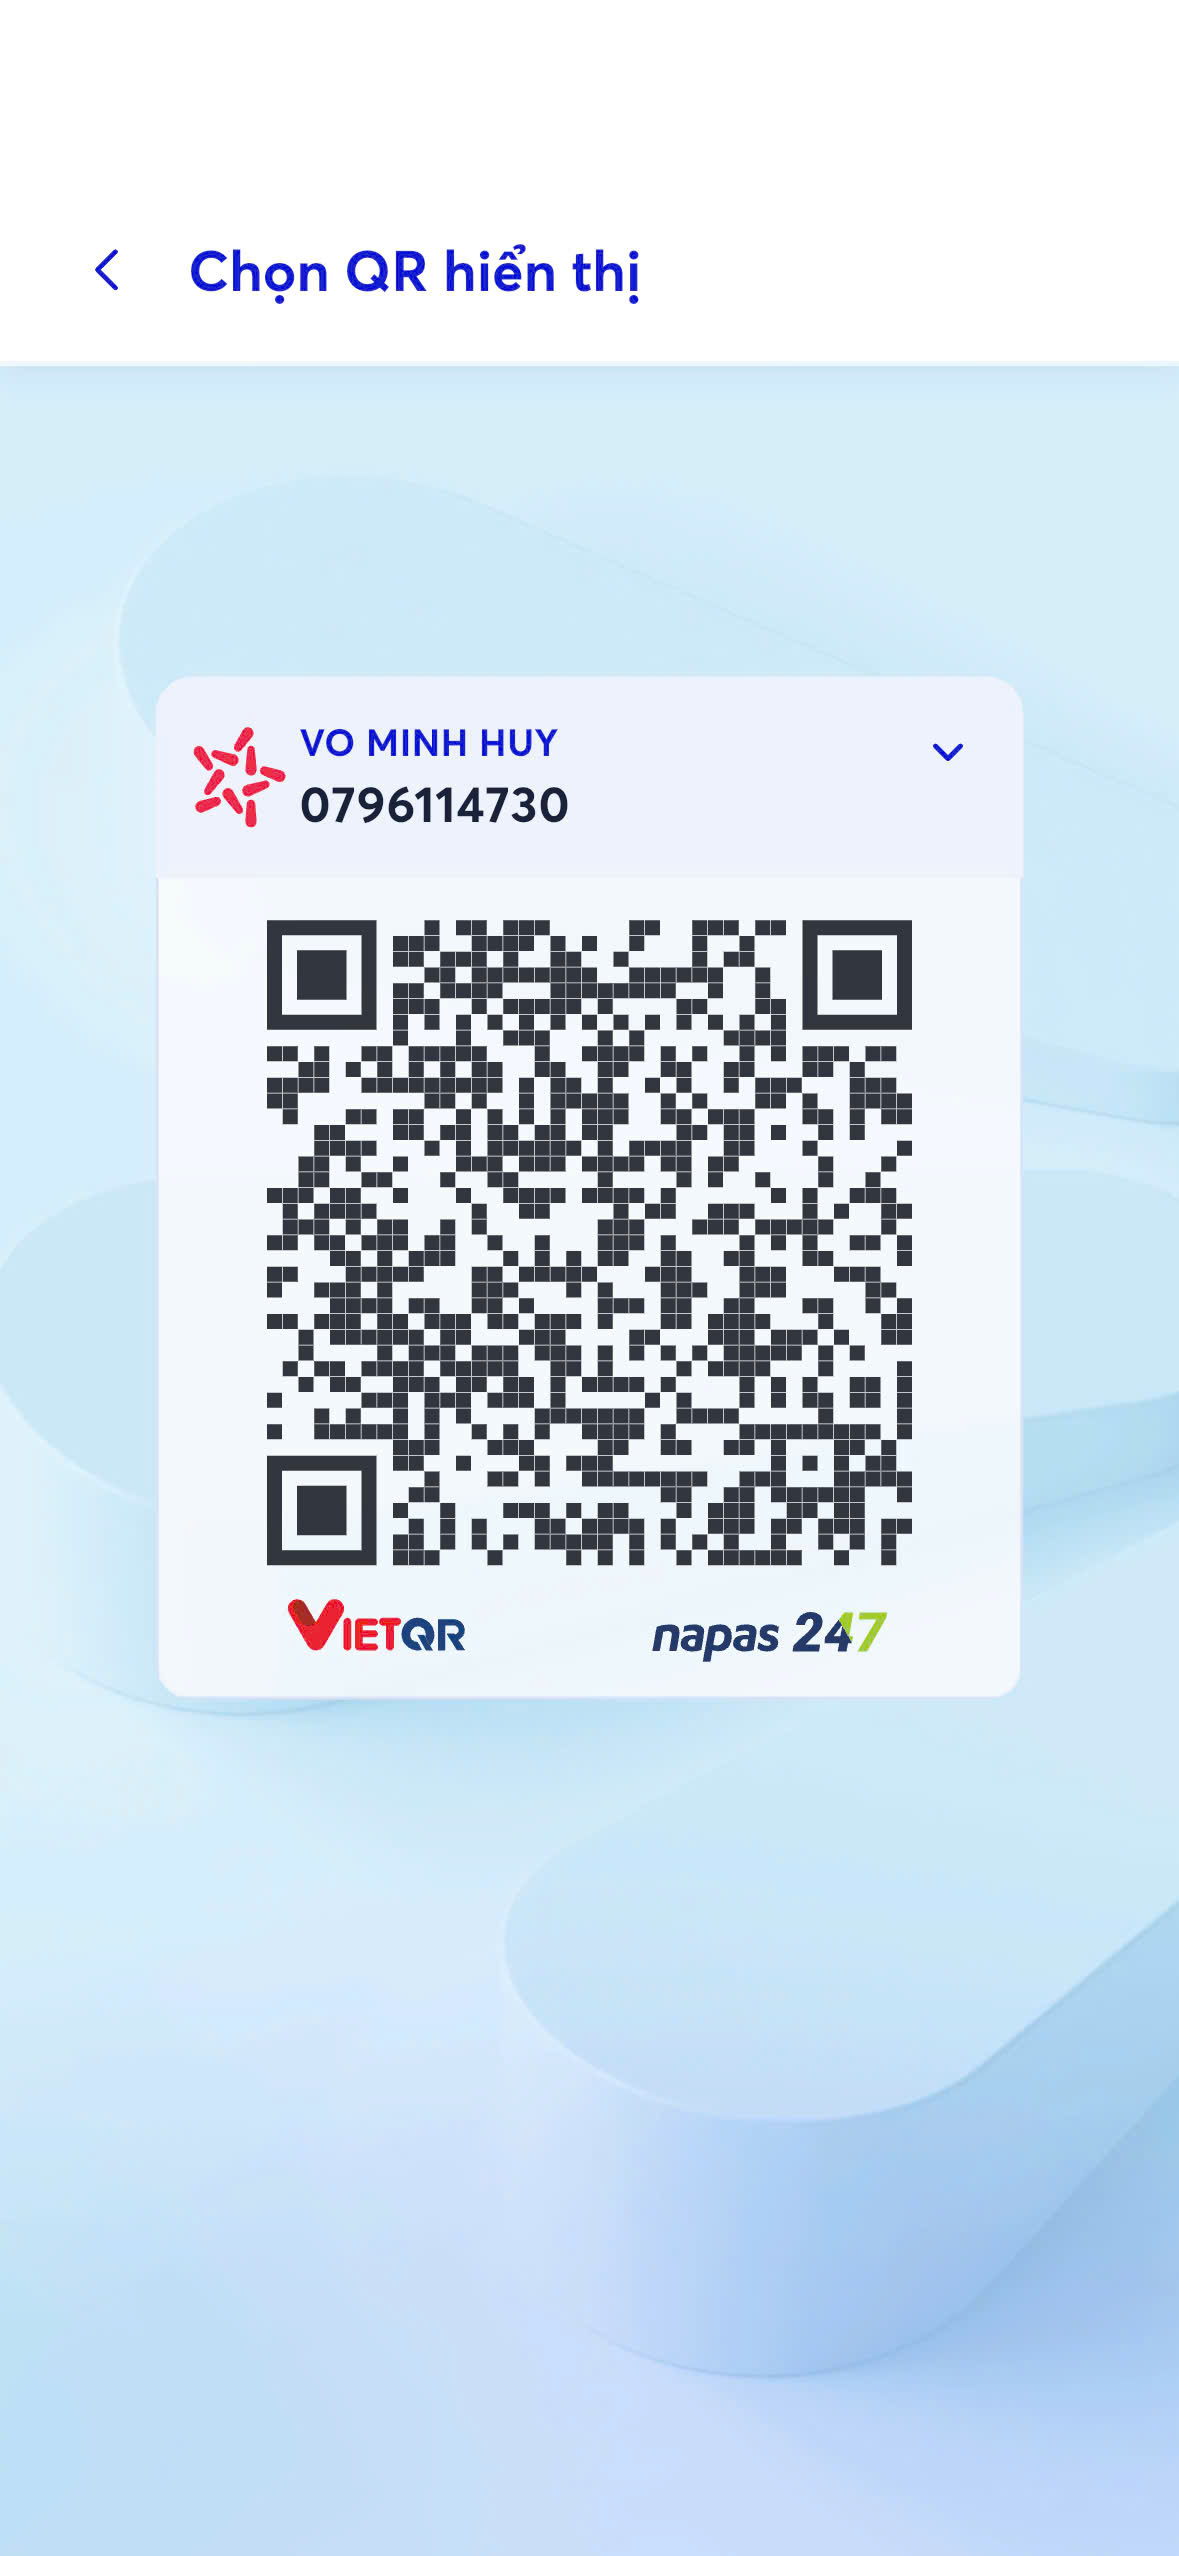 Chọn QR hiển thị
VO MINH HUY
0796114730
VIETQR
napas 247